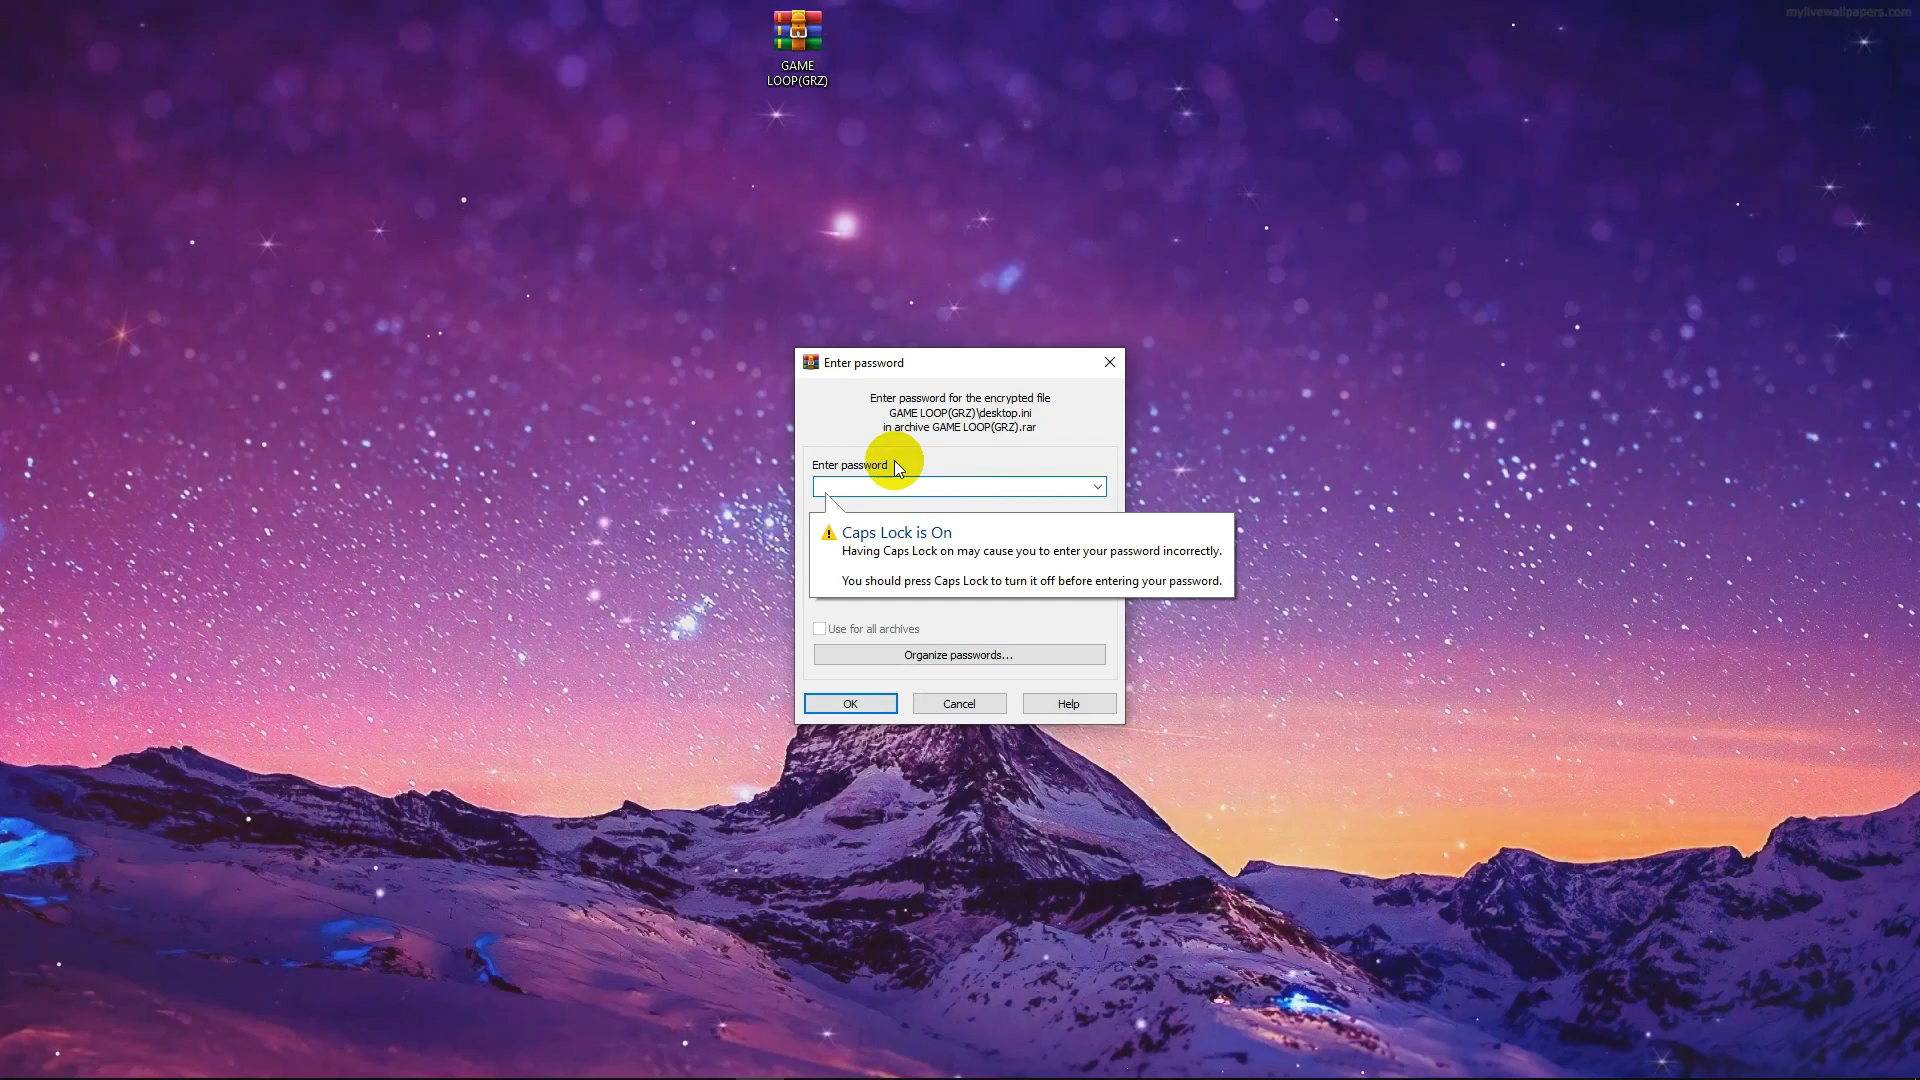 mylivewallpapers.com
GAME
LOOP(GRZ)
Enter password
Enter password for the encrypted file
GAME LOOP(GRZ)\desktop.ini
in archive GAME LOOP(GRZ).rar
Enter password
Caps Lock is On
Having Caps Lock on may cause you to enter your password incorrectly.
You should press Caps Lock to turn it off before entering your password.
Use for all archives
Organize passwords...
OK
Cancel
Help